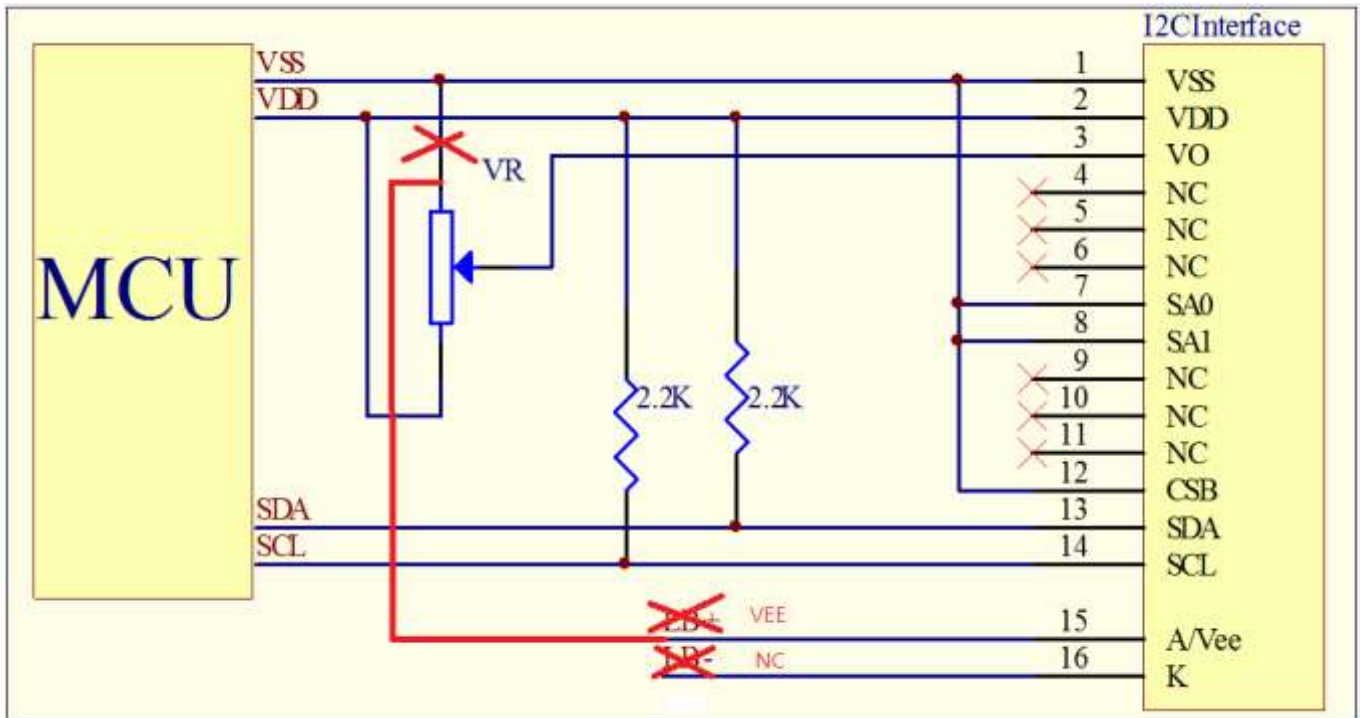 I2CInterface
VSS
VDD
VR
MCU
2.2K
2.2K
SDA
SCL
VEE
NC
1
VSS
2
VDD
3
VO
4
NC
5
NC
6
NC
7
SA0
8
SA1
9
NC
10
NC
11
NC
12
CSB
13
SDA
14
SCL
15
A/Vee
16
K